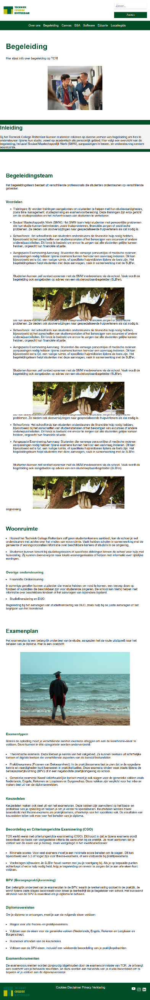 TECHNIEK
COLLEGE
ROTTERDAM
Zoeken...
Zoeken
Over ons Begeleiding Canvas BSA Software Eduarte Locatiegids
Begeleiding
Hier staat info over begeleiding op TCR!
Inleiding
Bij het Techniek College Rotterdam kunnen studenten rekenen op diverse vormen van begeleiding om hen te
ondersteunen tijdens hun studie, zowel op academisch als persoonlijk gebied. Hier volgt een overzicht van de
begeleiding, inclusief Sociaal Maatschappelijk Werk (SMW), aanpassingen in lessen, en ondersteuning rondom
woonruimte.
Begeleidingsteam
Het begeleidingsteam bestaat uit verschillende professionals die studenten ondersteunen op verschillende
gebieden.
Voordelen
• Trainingen: Er worden trainingen aangeboden om studenten te helpen met hun studievaardigheden,
zoals time management, studieplanning en examenvoorbereiding. Deze trainingen zijn erop gericht
om de studieprestaties en het zelfvertrouwen van studenten te verbeteren.
• Sociaal Maatschappelijk Werk (SMW): Het SMW-team helpt studenten met persoonlijke problemen
die hun studie kunnen beïnvloeden, zoals thuisproblemen, financiële zorgen of psychische
problemen. Ze bieden ook doorverwijzingen naar gespecialiseerde hulpverleners als dat nodig is.
• Schoolfonds: Het schoolfonds kan studenten ondersteunen die financiële hulp nodig hebben,
bijvoorbeeld bij het aanschaffen van studiematerialen of het bekostigen van excursies of andere
onderwijsactiviteiten. Dit fonds is bedoeld om ervoor te zorgen dat alle studenten gelijke kansen
hebben, ongeacht hun financiële situatie.
• Aangepaste Examinering Aanvraag: Studenten die vanwege persoonlijke of medische redenen
aanpassingen nodig hebben tijdens examens kunnen hiervoor een aanvraag indienen. Dit kan
bijvoorbeeld extra tijd, een rustige ruimte, of specifieke hulpmiddelen tijdens de toets zijn. Het
begeleidingsteam helpt studenten met deze aanvragen, vaak in samenwerking met de SLB'er.
Studenten kunnen zelf contact opnemen met de SMW-medewerkers via de school. Vaak wordt de
begeleiding ook aangeboden op advies van een studieloopbaanbegeleider (SLB'er).
die hun studie kunnen beïnvloeden, zoals thuisproblemen, financiële zorgen of psychische
problemen. Ze bieden ook doorverwijzingen naar gespecialiseerde hulpverleners als dat nodig is.
• Schoolfonds: Het schoolfonds kan studenten ondersteunen die financiële hulp nodig hebben,
bijvoorbeeld bij het aanschaffen van studiematerialen of het bekostigen van excursies of andere
onderwijsactiviteiten. Dit fonds is bedoeld om ervoor te zorgen dat alle studenten gelijke kansen
hebben, ongeacht hun financiële situatie.
• Aangepaste Examinering Aanvraag: Studenten die vanwege persoonlijke of medische redenen
aanpassingen nodig hebben tijdens examens kunnen hiervoor een aanvraag indienen. Dit kan
bijvoorbeeld extra tijd, een rustige ruimte, of specifieke hulpmiddelen tijdens de toets zijn. Het
begeleidingsteam helpt studenten met deze aanvragen, vaak in samenwerking met de SLB'er.
Studenten kunnen zelf contact opnemen met de SMW-medewerkers via de school. Vaak wordt de
begeleiding ook aangeboden op advies van een studieloopbaanbegeleider (SLB'er).
die hun studie kunnen beïnvloeden, zoals thuisproblemen, financiële zorgen of psychische
problemen. Ze bieden ook doorverwijzingen naar gespecialiseerde hulpverleners als dat nodig is.
• Schoolfonds: Het schoolfonds kan studenten ondersteunen die financiële hulp nodig hebben,
bijvoorbeeld bij het aanschaffen van studiematerialen of het bekostigen van excursies of andere
onderwijsactiviteiten. Dit fonds is bedoeld om ervoor te zorgen dat alle studenten gelijke kansen
hebben, ongeacht hun financiële situatie.
• Aangepaste Examinering Aanvraag: Studenten die vanwege persoonlijke of medische redenen
aanpassingen nodig hebben tijdens examens kunnen hiervoor een aanvraag indienen. Dit kan
bijvoorbeeld extra tijd, een rustige ruimte, of specifieke hulpmiddelen tijdens de toets zijn. Het
begeleidingsteam helpt studenten met deze aanvragen, vaak in samenwerking met de SLB'er.
Studenten kunnen zelf contact opnemen met de SMW-medewerkers via de school. Vaak wordt de
begeleiding ook aangeboden op advies van een studieloopbaanbegeleider (SLB'er).
begeleiding.
Woonruimte
• Hoewel het Techniek College Rotterdam zelf geen studentenkamers aanbiedt, kan de school je wel
ondersteunen met advies over het vinden van woonruimte. Vaak hebben scholen in samenwerking met de
gemeente of woningcorporaties informatie over beschikbare kamers of studio's in de omgeving.
• Studenten kunnen terecht bij studiebegeleiders of specifieke afdelingen binnen de school voor hulp met
huisvesting. Zij kunnen doorverwijzen naar lokale woonorganisaties of helpen met informatie over tijdelijke
woningen.
Overige ondersteuning
• Financiële Ondersteuning
In sommige gevallen kunnen studenten die moeite hebben om rond te komen, een beroep doen op
fondsen of subsidies die beschikbaar zijn voor studerende jongeren. De school kan hierbij helpen met
informatie over beschikbare fondsen of het aanvragen van bijzondere bijstand.
• Studiefinanciering en DUO
Begeleiding bij het aanvragen van studiefinanciering via DUO, zoals hulp bij de juiste aanvragen of het
begrijpen van het leenstelsel.
Examenplan
Het examenplan is een belangrijk onderdeel van je studie, aangezien het de route uitstippelt naar het
behalen van je diploma. Hier is een overzicht:
Examentypen
Binnen de opleiding moet je verschillende soorten examens afleggen om aan de kwalificatie-eisen te
voldoen. Deze kunnen in drie categorieën worden onderverdeeld:
• Theoretische examens: Deze toetsen je kennis van het vakgebied. Ze kunnen bestaan uit schriftelijke
toetsen of digitale toetsen die verschillende aspecten van de leerstof behandelen.
• Praktijkexamens (Proeven van Bekwaamheid): In de praktijkexamens laat je zien dat je de opgedane
kennis en vaardigheden kunt toepassen in praktijksituaties. Deze examens vinden vaak plaats tijdens de
beroepspraktijkvorming (BPV) of in een nagebootste praktijkomgeving op school.
• Generieke examens: Naast vakinhoudelijke toetsen moet je ook slagen voor de generieke vakken zoals
Nederlands, Engels, Rekenen en Loopbaan en Burgerschap. Deze vakken zijn verplicht voor het mbo en
maken deel uit van de diplomavereisten.
Keuzedelen
Keuzedelen maken ook deel uit van het examenplan. Deze vakken zijn aanvullend op het basis- en
profieldeel van je opleiding en helpen je om je verder te specialiseren. Keuzedelen worden zowel
beoordeeld met theorie-examens als praktijktoetsen, afhankelijk van het specifieke vak. De resultaten van
keuzedelen tellen ook mee voor het behalen van je diploma.
Beoordeling en Criteriumgerichte Examinering (CGO)
TCR werkt veelal met criteriumgerichte examinering (CGO). Dit houdt in dat je tijdens examens wordt
beoordeeld op basis van vastgestelde criteria die aansluiten bij de praktijk. Je moet aantonen dat je
voldoet aan de eisen van je beroep, zoals vastgelegd in het kwalificatiedossier.
• Minimale scores: Voor veel examens moet je een minimale score behalen om te slagen. Dit kan
bijvoorbeeld een 5,5 of hoger zijn voor theorie-examens, of een voldoende bij praktijkexamens.
• Vorderingen bijhouden: Je SLB'er houdt samen met jou je voortgang bij. Als je op bepaalde punten
achterloopt of extra hulp nodig hebt, krijg je begeleiding om ervoor te zorgen dat je aan alle eisen kunt
voldoen.
BPV (Beroepspraktijkvorming)
Een belangrijk onderdeel van je examenplan is de BPV, waarin je werkervaring opdoet in de praktijk. Je
wordt tijdens deze stages beoordeeld door zowel je leerbedrijf als je begeleider van school. Het succesvol
afronden van de BPV is essentieel om je diploma te behalen.
Diplomavereisten
Om je diploma te ontvangen, moet je aan de volgende eisen voldoen:
• Slagen voor alle theorie- en praktijkexamens.
• Voldoen aan de eisen voor de generieke vakken (Nederlands, Engels, Rekenen en Loopbaan en
Burgerschap).
• Succesvol afronden van de keuzedelen.
• Voldoen aan de BPV-eisen, inclusief een voldoende beoordeling van je praktijkopdrachten.
Examendocumenten
De examendocumenten worden zorgvuldig bijgehouden door de examencommissie van TCR. Je ontvangt
een overzicht van je behaalde resultaten, en deze worden aan het einde van je studie beoordeeld om te
bepalen of je voldoet aan de diplomavereisten.
TECHNIEK
COLLEGE
ROTTERDAM
Cookies Disclaimer Privacy Verklaring